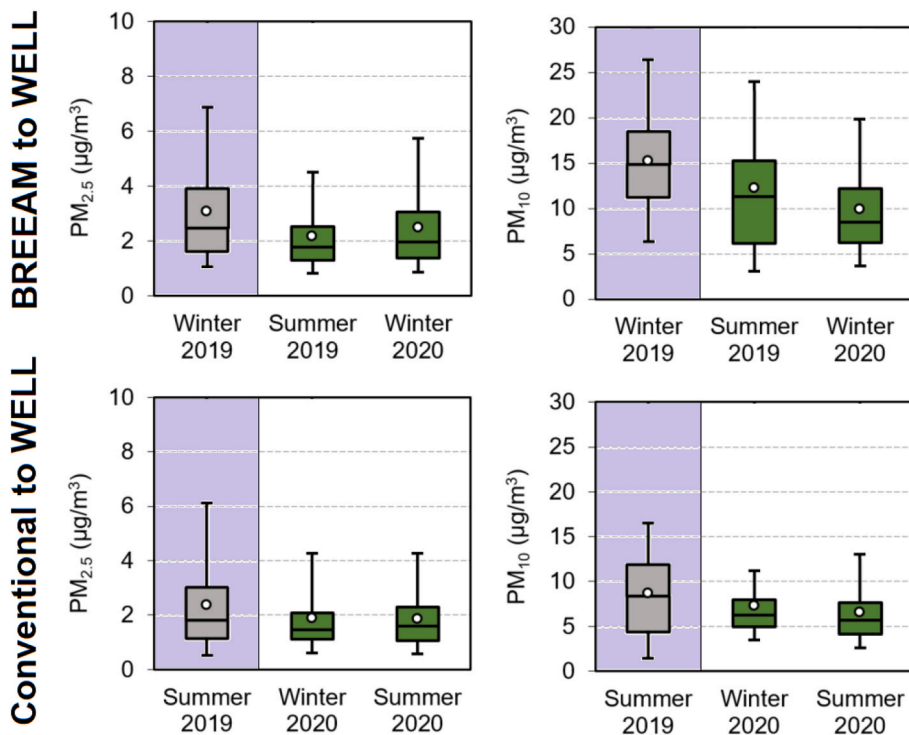 BREEAM to WELL
PM2.5 (µg/m³)
10
8
6
4
2
0
Winter 2019
Summer 2019
Winter 2020
PM10 (µg/m³)
30
25
20
15
10
5
0
Winter 2019
Summer 2019
Winter 2020
Conventional to WELL
PM2.5 (µg/m³)
10
8
6
4
2
0
Summer 2019
Winter 2020
Summer 2020
PM10 (µg/m³)
30
25
20
15
10
5
0
Summer 2019
Winter 2020
Summer 2020